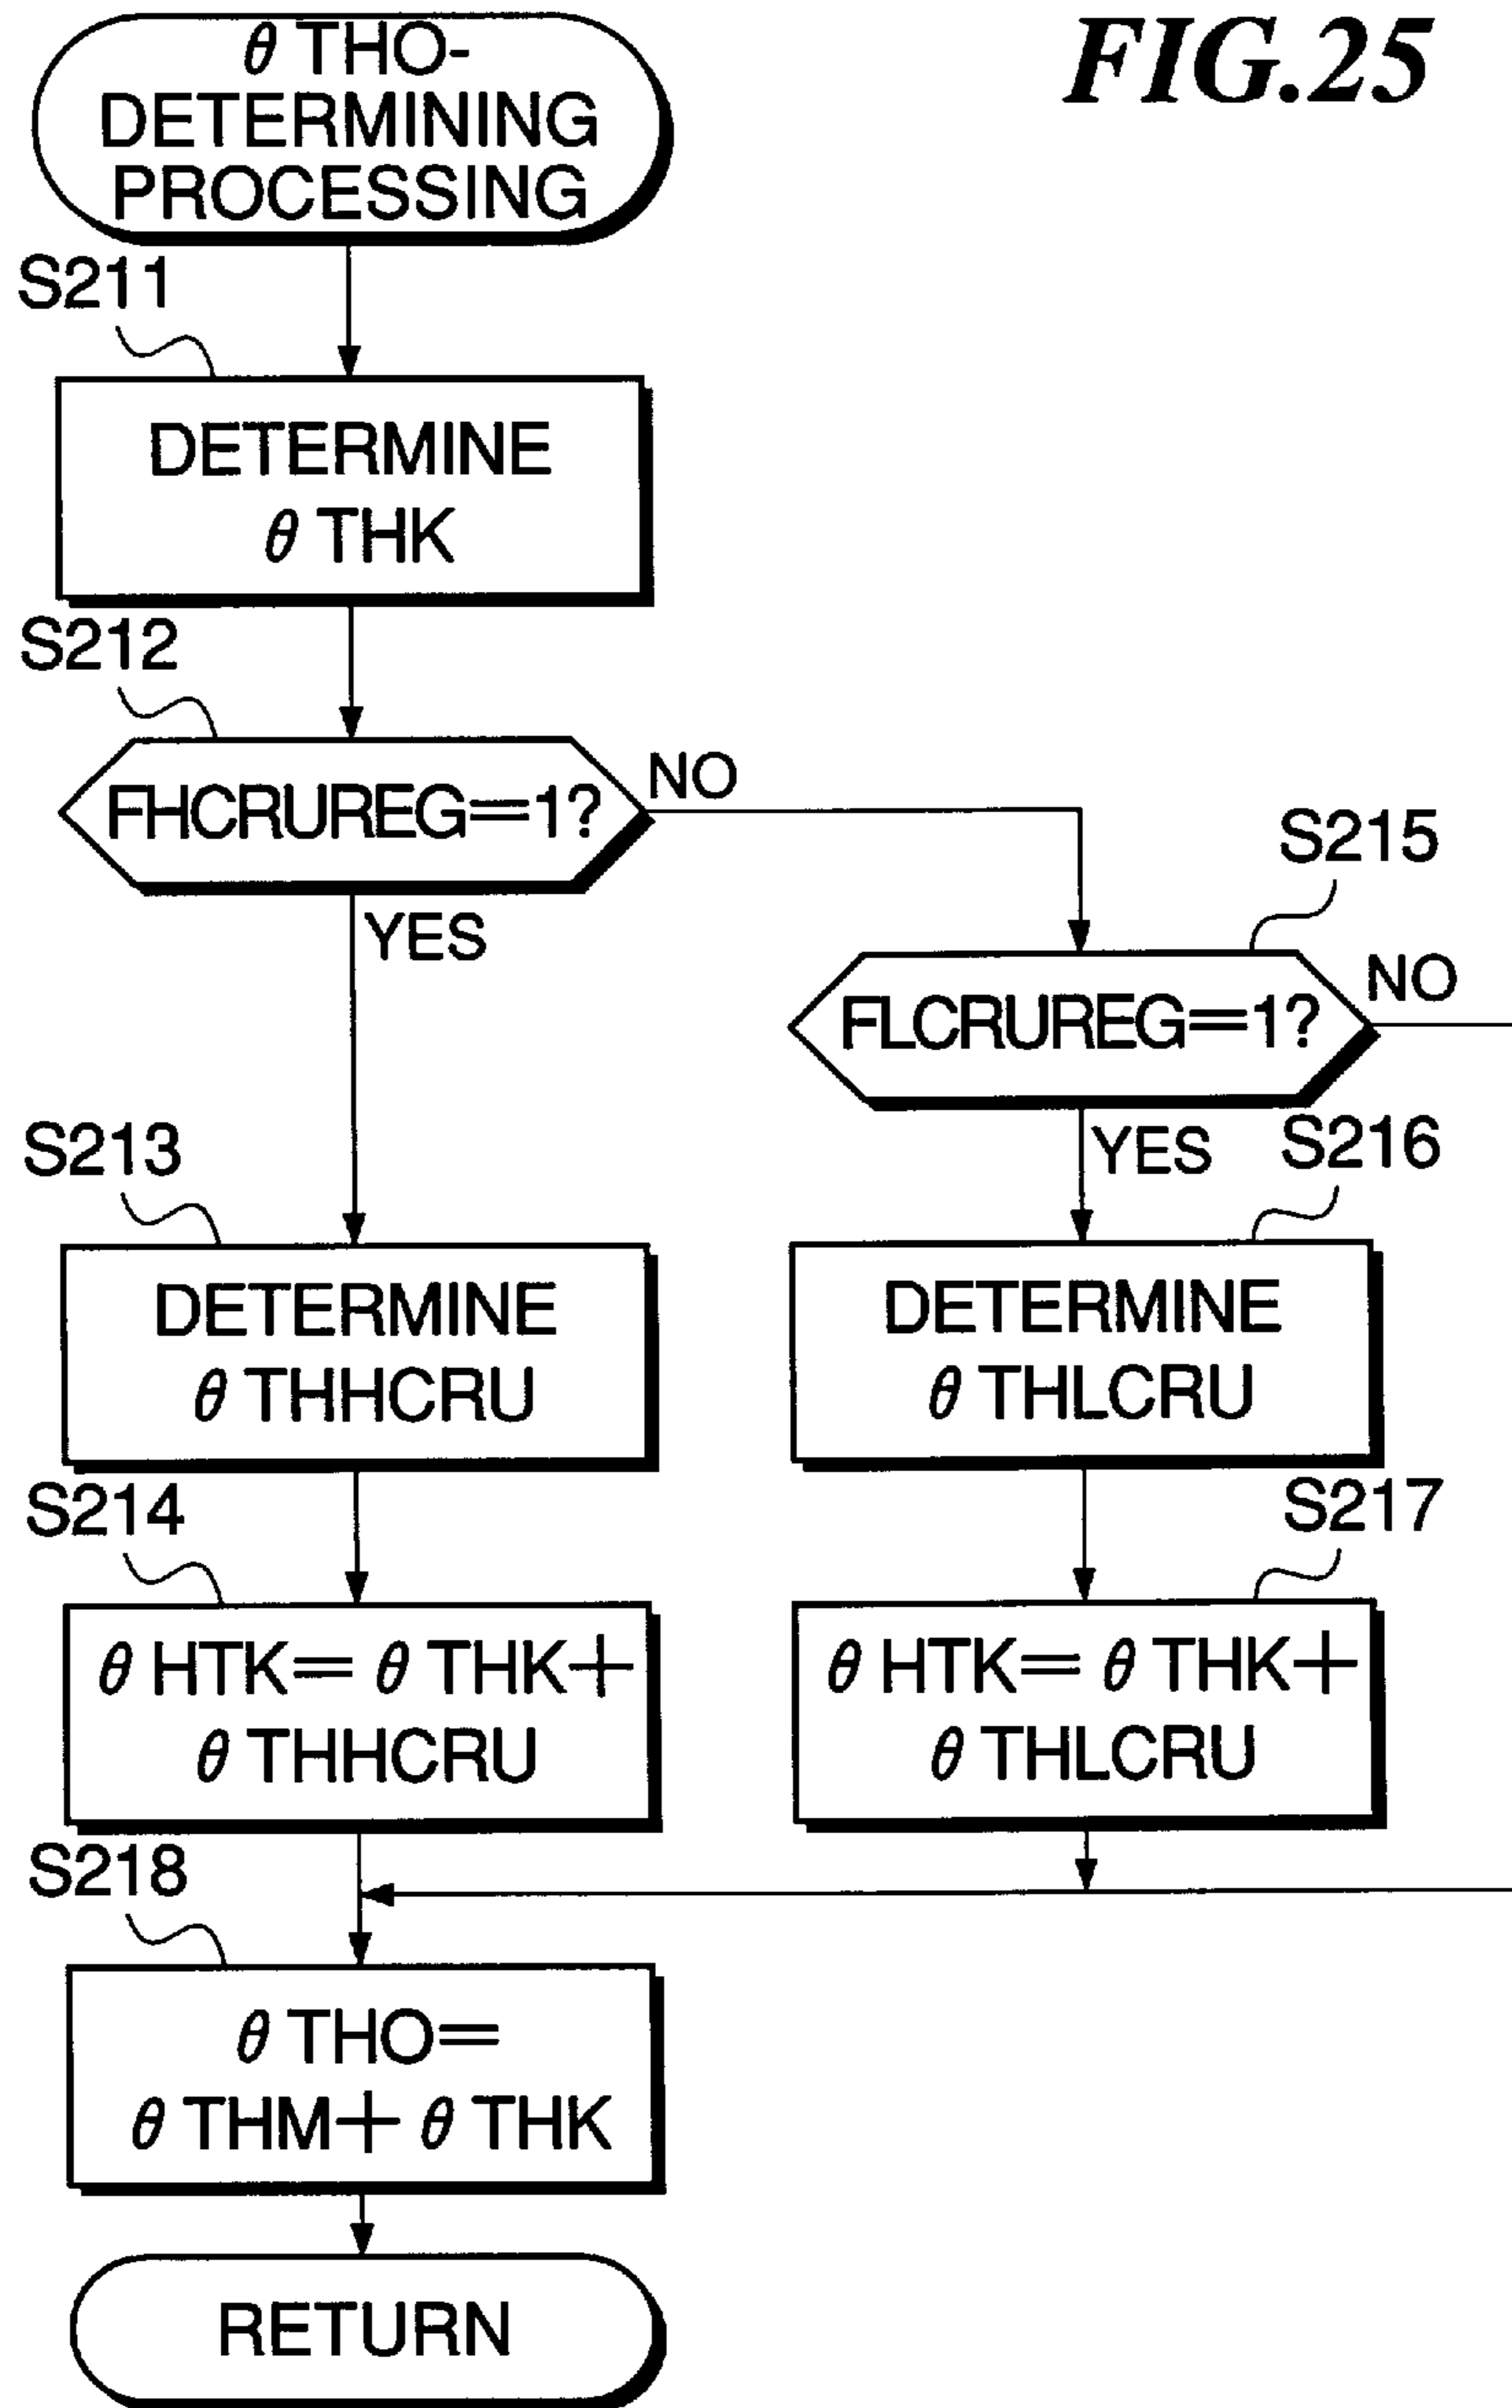 FIG.25
θ THO-
DETERMINING
PROCESSING
S211
DETERMINE
θ THK
S212
FHCRUREG=1?
NO
YES
S215
FLCRUREG=1?
NO
YES
S213
DETERMINE
θ THHCRU
S216
DETERMINE
θ THLCRU
S214
θ HTK= θ THK+
θ THHCRU
S217
θ HTK= θ THK+
θ THLCRU
S218
θ THO=
θ THM+ θ THK
RETURN